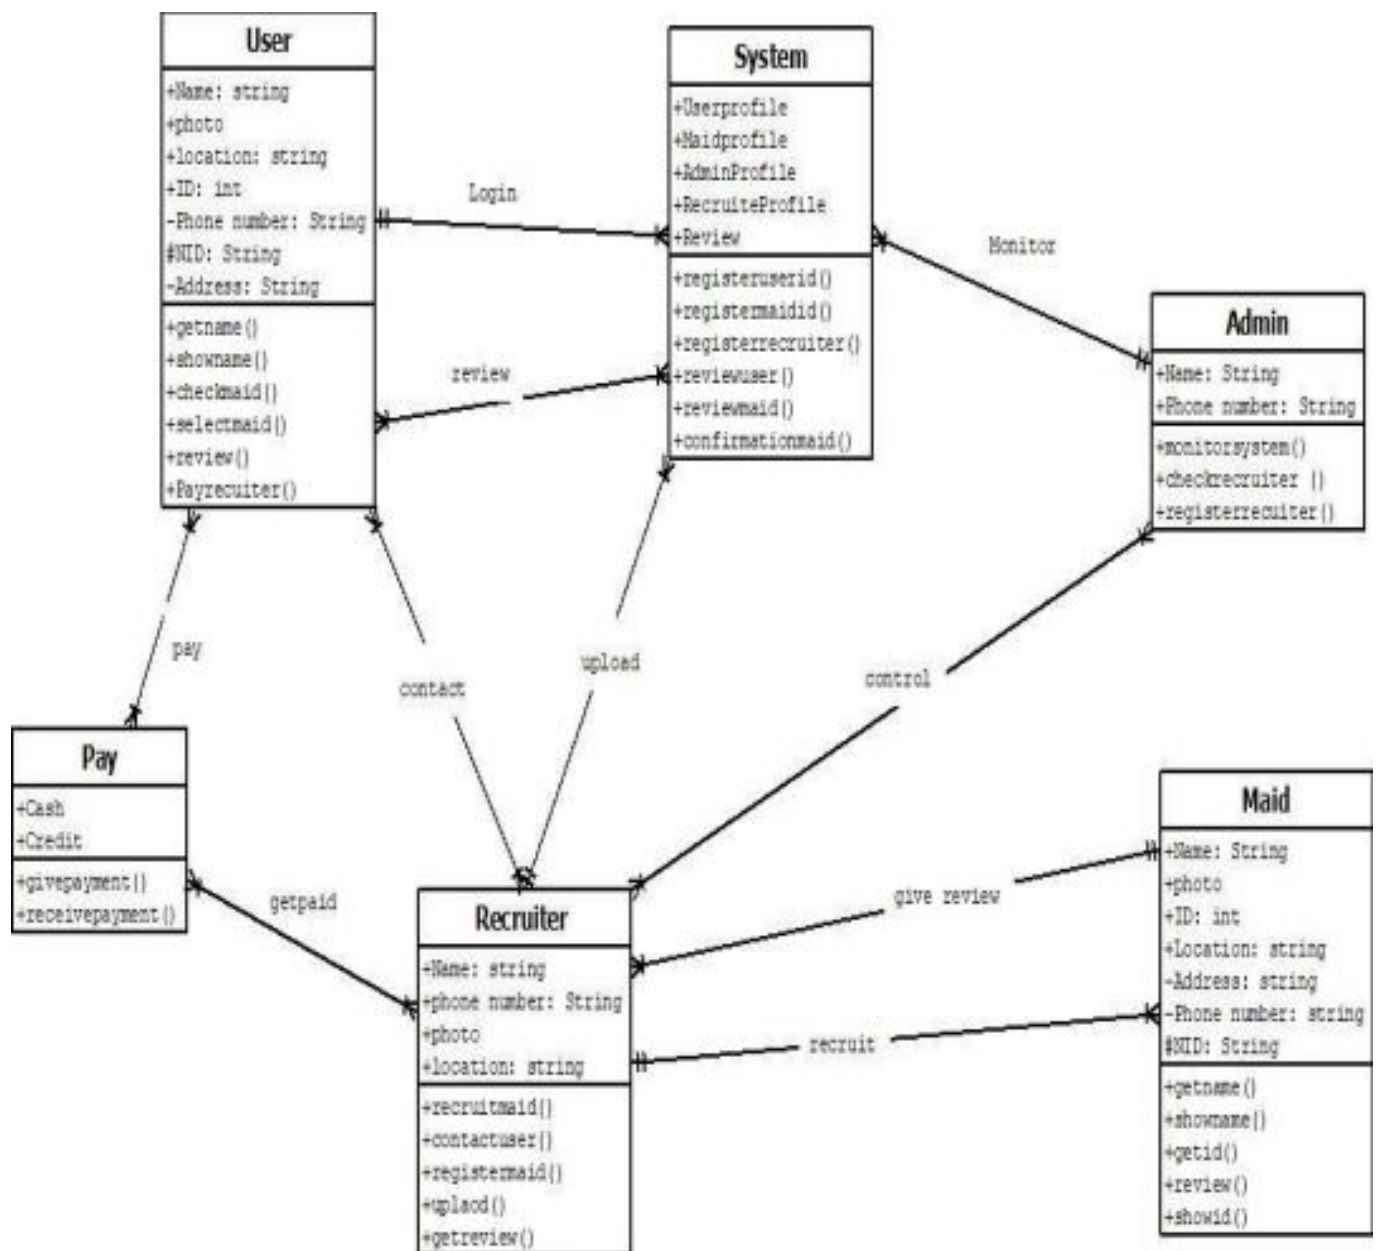 User
+Name: string
+photo
+location: string
+ID: int
-Phone number: String
#NID: String
-Address: String
+getname()
+showname()
+checkmaid()
+selectmaid()
+review()
+Payrecuiter()
Login
review
System
+Userprofile
+Maidprofile
+AdminProfile
+RecruiteProfile
+Review
+registeruserid()
+registermaidid()
+registerrecruiter()
+reviewuser()
+reviewmaid()
+confirmationmaid()
Monitor
Admin
+Name: String
+Phone number: String
+monitorsystem()
+checkrecruiter ()
+registerrecuiter()
pay
contact
upload
control
Pay
+Cash
+Credit
+givepayment()
+receivepayment()
getpaid
Recruiter
+Name: string
+phone number: String
+photo
+location: string
+recruitmaid()
+contactuser()
+registermaid()
+uplaod()
+getreview()
give review
recruit
Maid
+Name: String
+photo
+ID: int
+Location: string
-Address: string
-Phone number: string
#NID: String
+getname()
+showname()
+getid()
+review()
+showid()